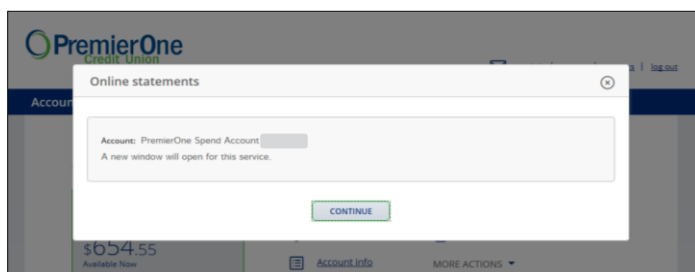 PremierOne
Credit Union
log out
Online statements
Accoun
Account: PremierOne Spend Account
A new window will open for this service.
CONTINUE
$654.55
Available Now
Account Info
MORE ACTIONS